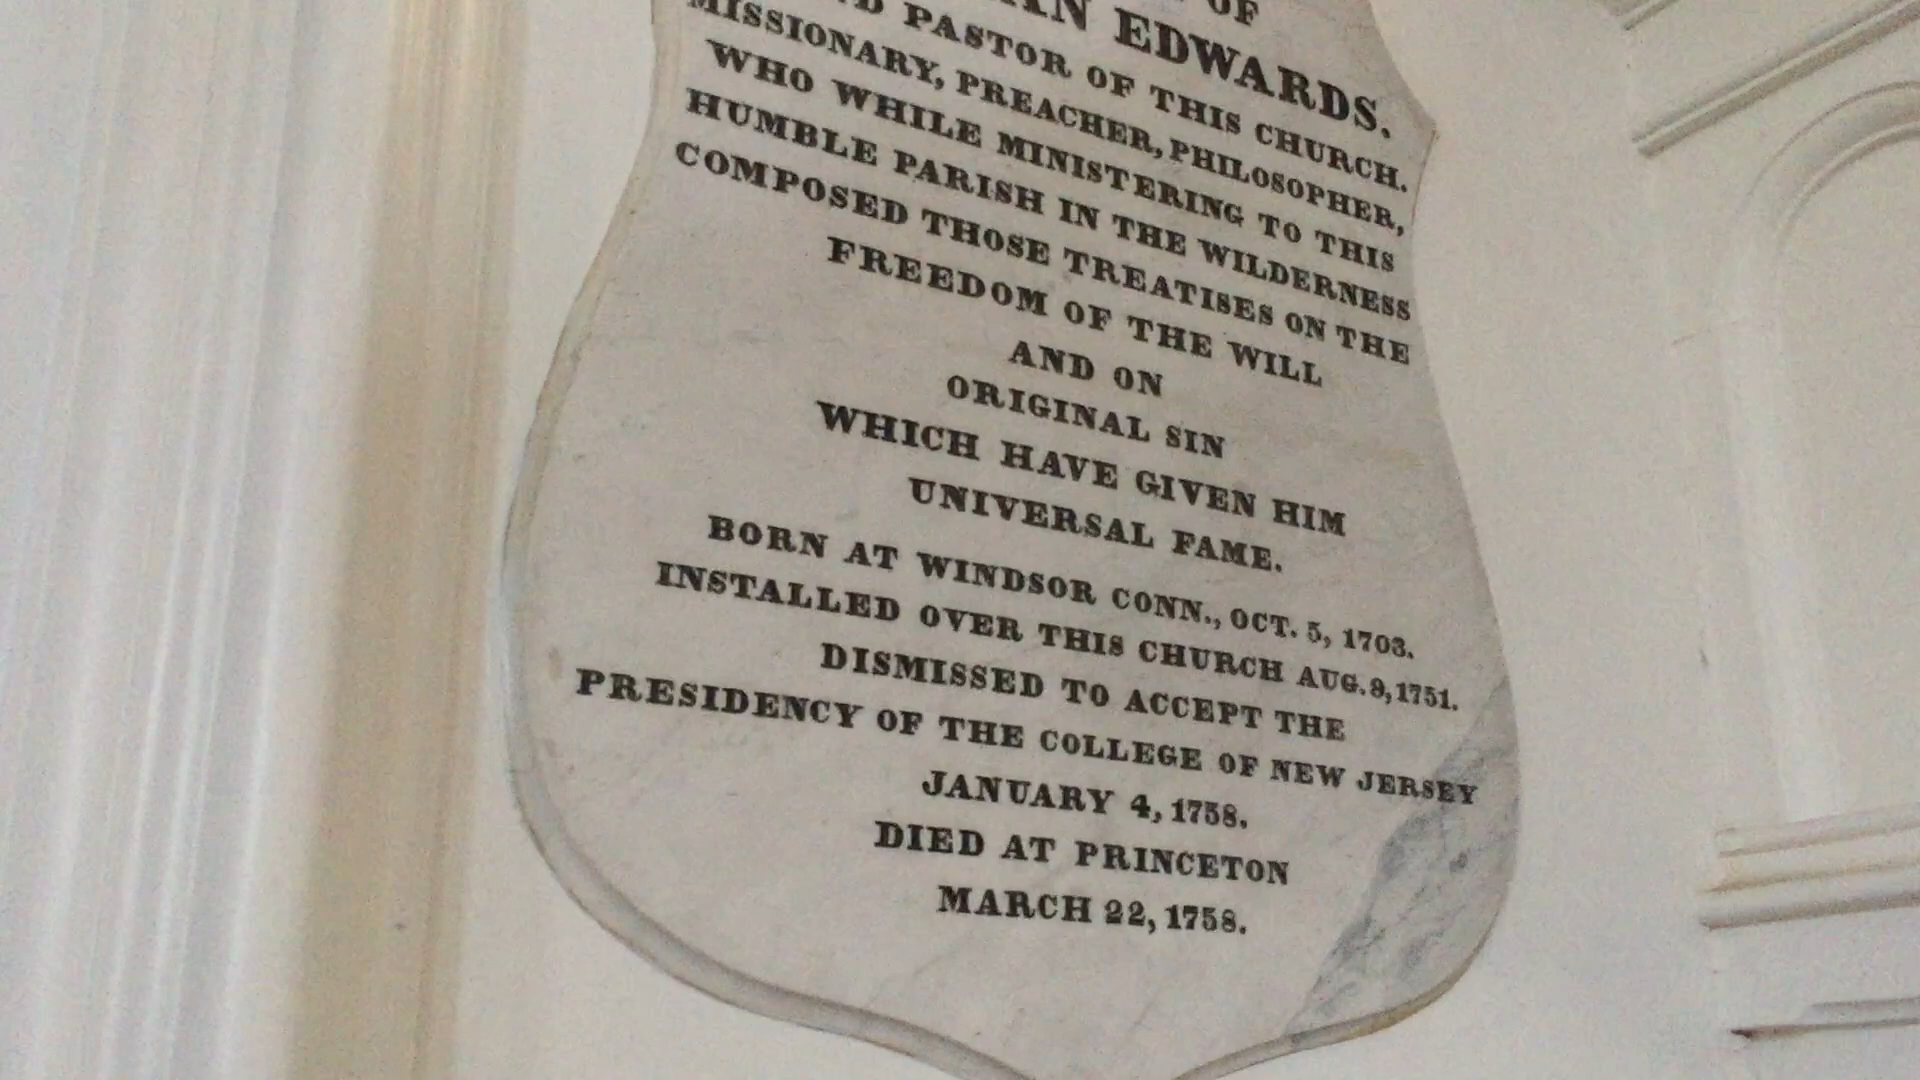 OF
EDWARDS.
PASTOR OF THIS CHURCH.
MISSIONARY, PREACHER, PHILOSOPHER,
WHO WHILE MINISTERING TO THIS
HUMBLE PARISH IN THE WILDERNESS
COMPOSED THOSE TREATISES ON THE
FREEDOM OF THE WILL
AND ON
ORIGINAL SIN
WHICH HAVE GIVEN HIM
UNIVERSAL FAME.
BORN AT WINDSOR CONN., OCT. 5, 1703.
INSTALLED OVER THIS CHURCH AUG. 9, 1751.
DISMISSED TO ACCEPT THE
PRESIDENCY OF THE COLLEGE OF NEW JERSEY
JANUARY 4, 1758.
DIED AT PRINCETON
MARCH 22, 1758.